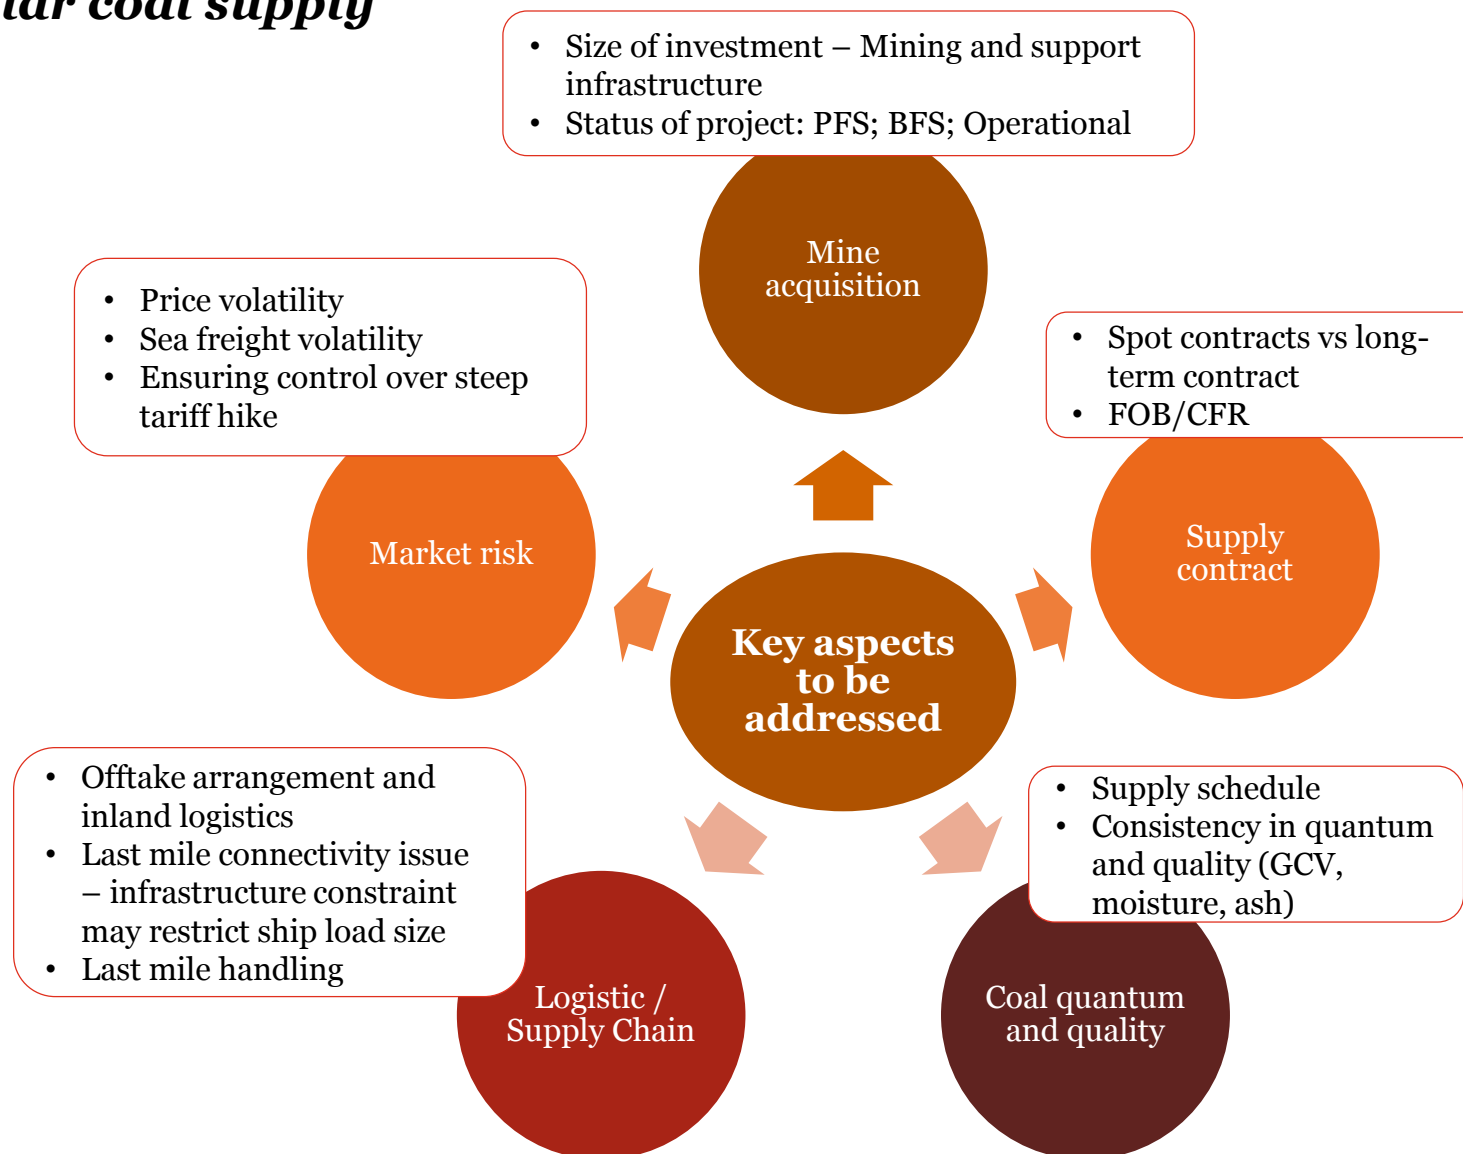 coal supply
• Size of investment – Mining and support
infrastructure
• Status of project: PFS; BFS; Operational
Mine
acquisition
• Price volatility
• Sea freight volatility
• Ensuring control over steep
tariff hike
Market risk
• Spot contracts vs long-
term contract
• FOB/CFR
Supply
contract
Key aspects
to be
addressed
• Offtake arrangement and
inland logistics
• Last mile connectivity issue
– infrastructure constraint
may restrict ship load size
• Last mile handling
Logistic /
Supply Chain
• Supply schedule
• Consistency in quantum
and quality (GCV,
moisture, ash)
Coal quantum
and quality